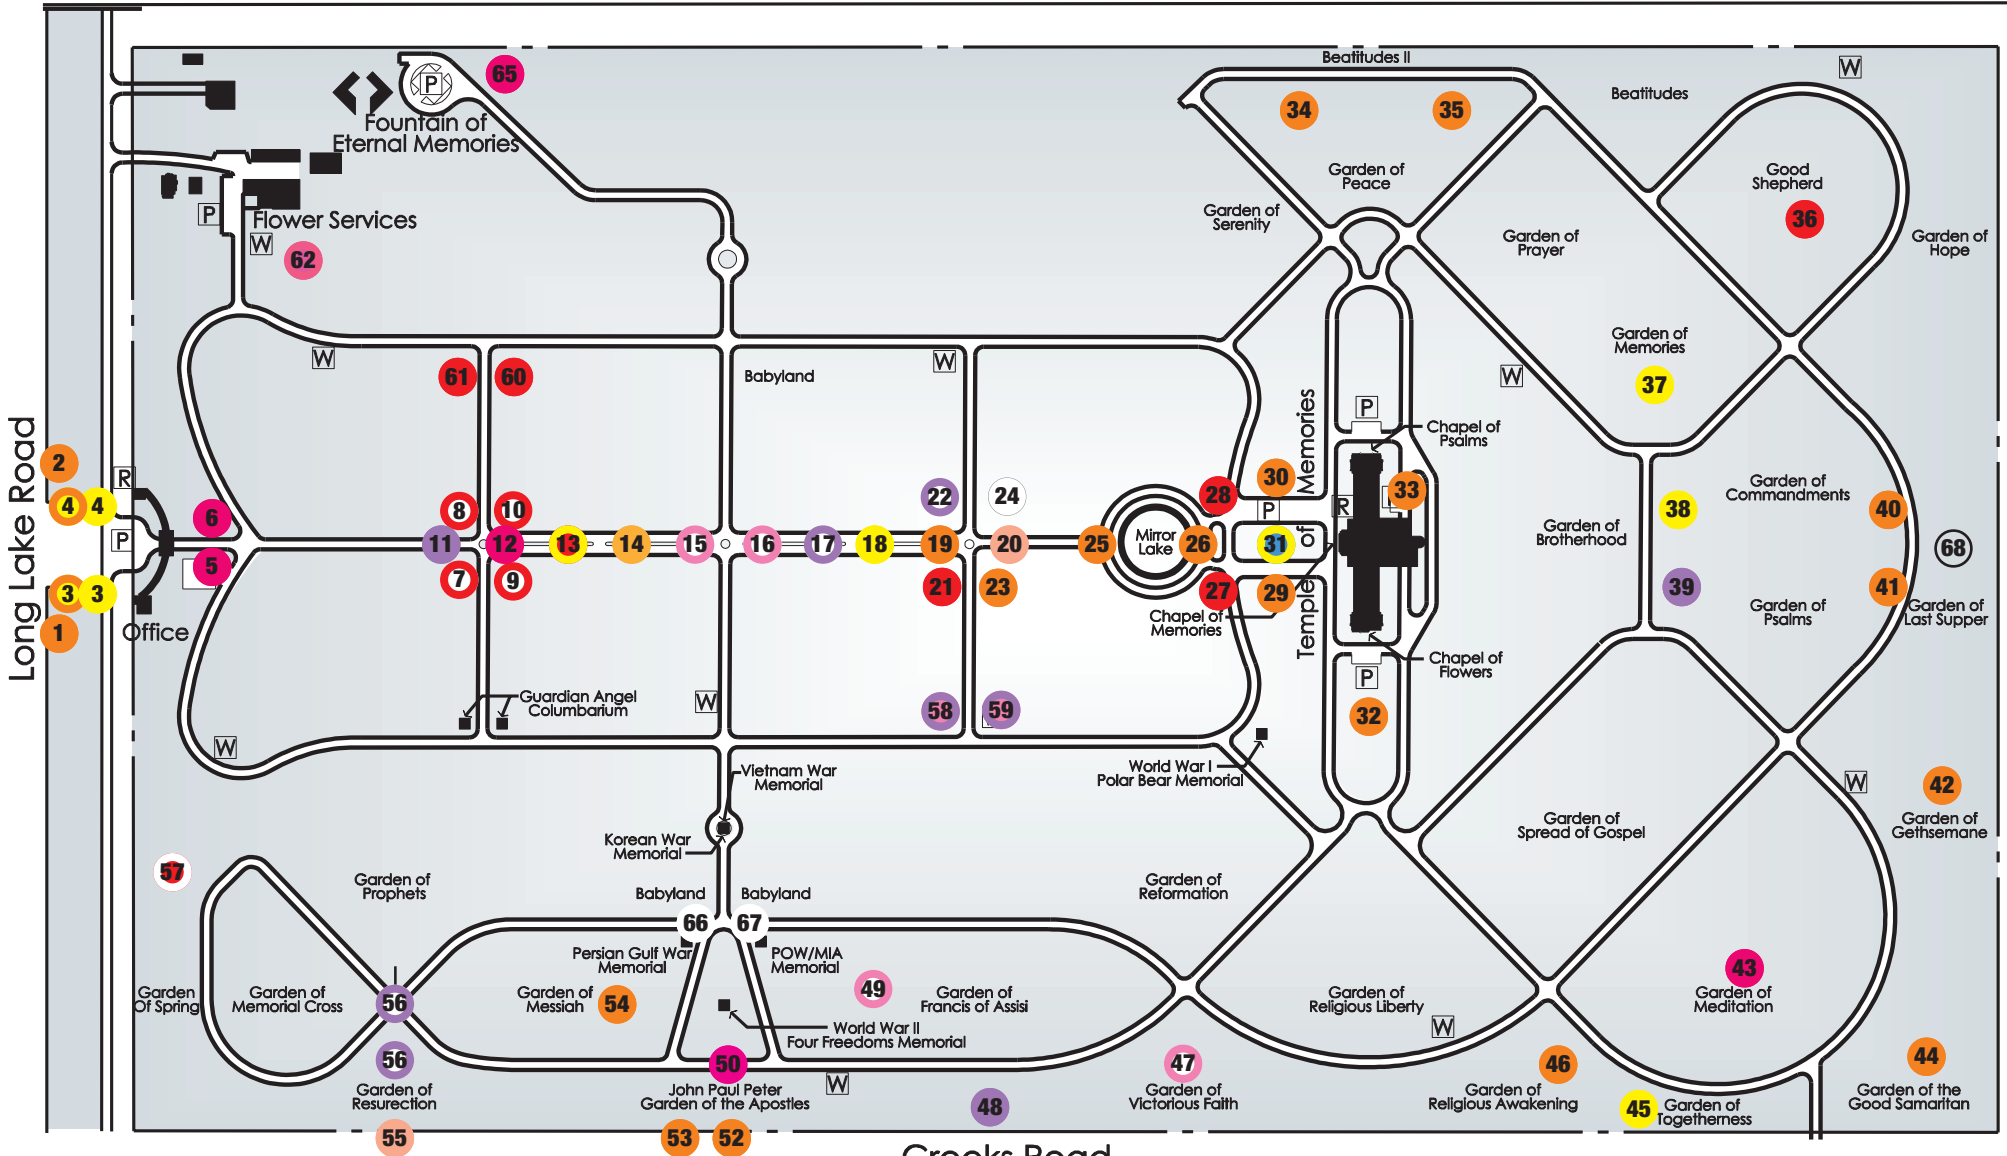 Beatitudes II
W
65
P
Beatitudes
34
35
Fountain of
Eternal Memories
Garden of
Peace
Good
Shepherd
36
P
Flower Services
W
62
Garden of
Serenity
Garden of
Prayer
Garden of
Hope
W
61
60
Babyland
W
W
Garden of
Memories
37
P
Chapel of
Psalms
Long Lake Road
2
4
4
R
6
P
5
3
3
1
Office
8
10
11
12
13
14
15
16
17
18
19
20
7
9
22
24
21
23
25
Mirror
Lake
26
28
27
30
P
31
29
Temple of Memories
R
33
Chapel of
Memories
Garden of
Brotherhood
38
39
Garden of
Commandments
40
68
41
Garden of
Psalms
Garden of
Last Supper
Chapel of
Flowers
P
32
Guardian Angel
Columbarium
W
58
59
W
World War I
Polar Bear Memorial
Vietnam War
Memorial
Korean War
Memorial
W
42
Garden of
Gethsemane
Garden of
Spread of Gospel
57
Garden of
Prophets
Babyland
Babyland
66
67
Garden of
Reformation
Persian Gulf War
Memorial
POW/MIA
Memorial
43
Garden of
Meditation
Garden
Of Spring
Garden of
Memorial Cross
56
Garden of
Messiah
54
49
Garden of
Francis of Assisi
Garden of
Religious Liberty
World War II
Four Freedoms Memorial
W
56
Garden of
Resurection
50
John Paul Peter
Garden of the Apostles
W
48
47
Garden of
Victorious Faith
46
Garden of
Religious Awakening
45
Garden of
Togetherness
44
Garden of the
Good Samaritan
55
53
52
Crooks Road